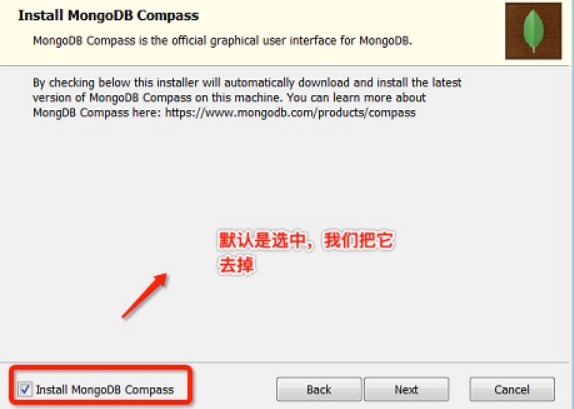 Install MongoDB Compass
MongoDB Compass is the official graphical user interface for MongoDB.
By checking below this installer will automatically download and install the latest
version of MongoDB Compass on this machine. You can learn more about
MongDB Compass here: https://www.mongodb.com/products/compass
默认是选中，我们把它
去掉
Install MongoDB Compass
Back
Next
Cancel